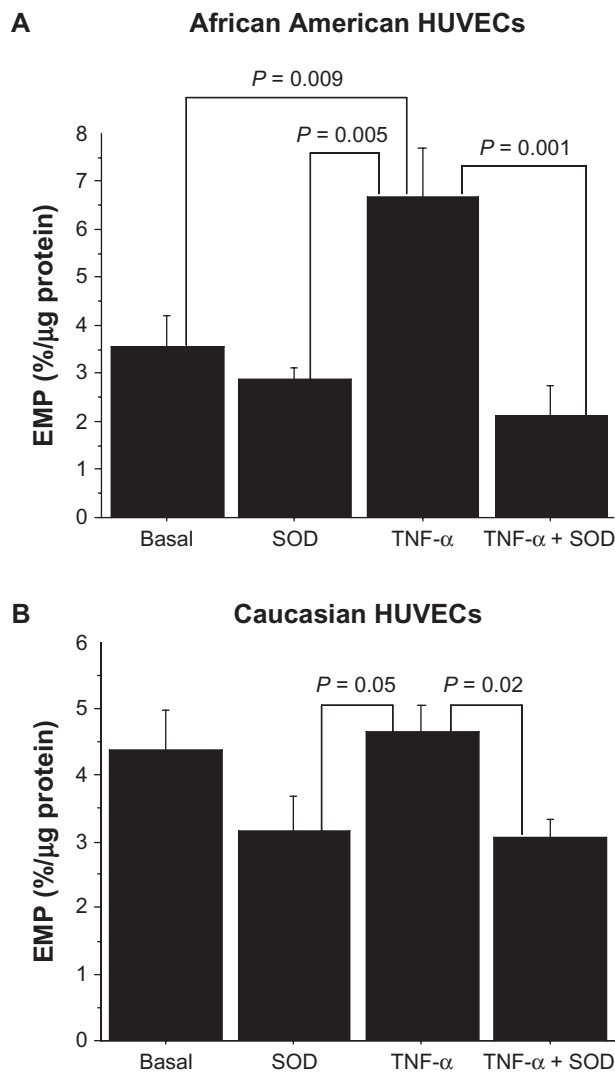 A
African American HUVECs
P = 0.009
P = 0.005
P = 0.001
8
7
6
5
4
3
2
1
0
EMP (%/μg protein)
Basal
SOD
TNF-α
TNF-α + SOD
B
Caucasian HUVECs
P = 0.05
P = 0.02
6
5
4
3
2
1
0
EMP (%/μg protein)
Basal
SOD
TNF-α
TNF-α + SOD